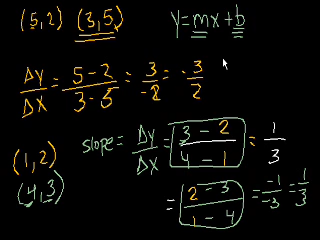 (5,2) (3,5) y=mx+b
ΔY/ΔX = 5-2/3-5 = 3/-2 = -3/2
slope = ΔY/ΔX = 3-2/4-1 = 1/3
(1,2)
(4,3)
= 2-3/1-4 = -1/-3 = 1/3